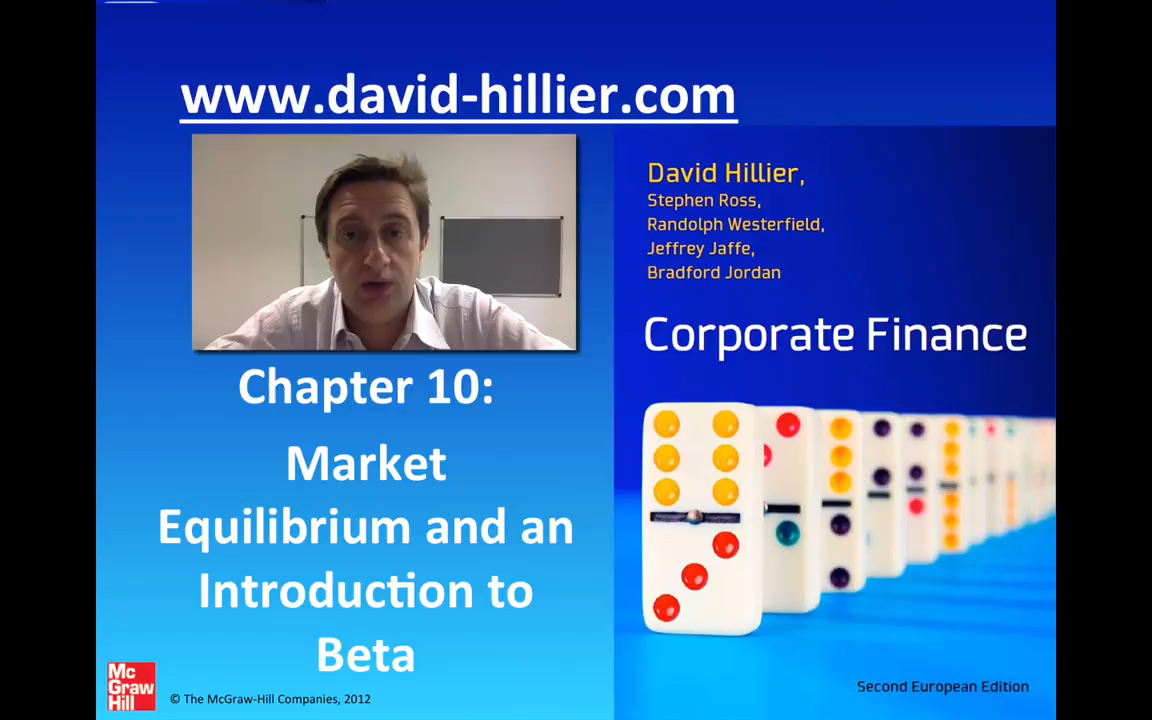 www.david-hillier.com
David Hillier,
Stephen Ross,
Randolph Westerfield,
Jeffrey Jaffe,
Bradford Jordan
Corporate Finance
Chapter 10:
Market
Equilibrium and an
Introduction to
Beta
Mc
Graw
Hill
© The McGraw-Hill Companies, 2012
Second European Edition